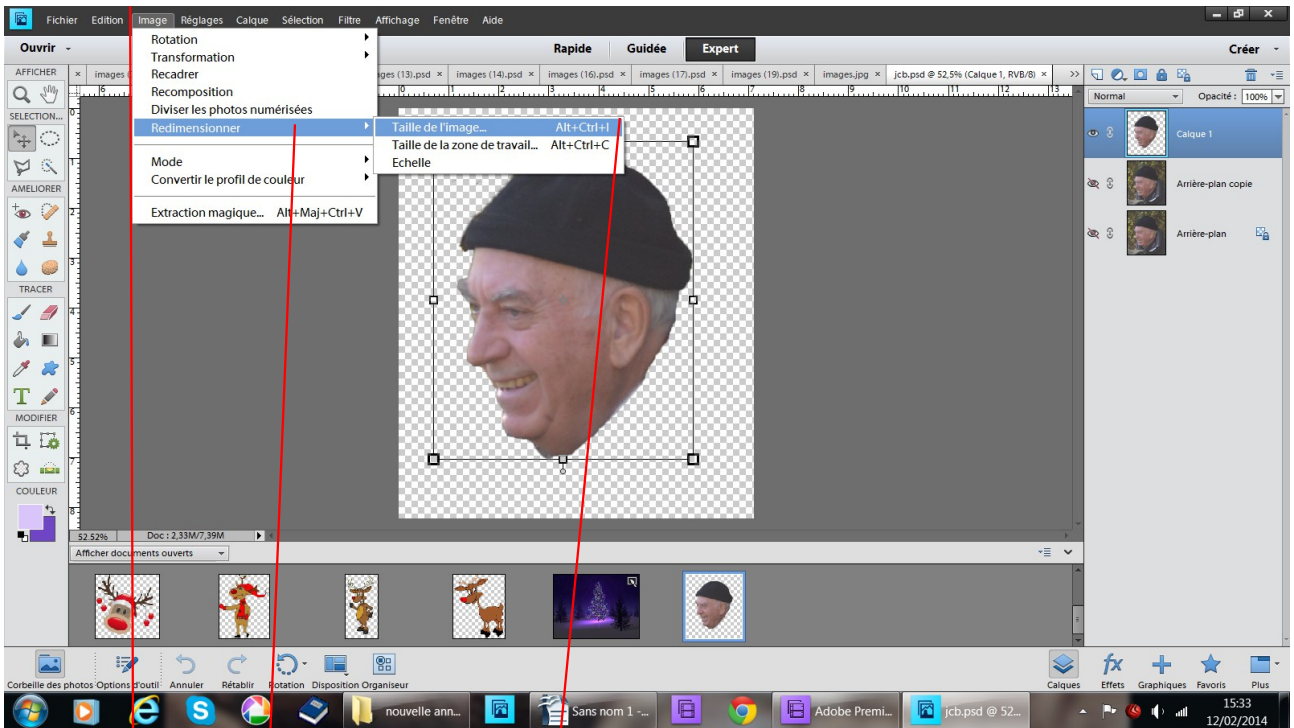 Fichier Edition Image Réglages Calque Sélection Filtre Affichage Fenêtre Aide
Ouvrir Rapide Guidée Expert Créer
Rotation
Transformation
Recadrer
Recomposition
Diviser les photos numérisées
Redimensionner
Mode
Convertir le profil de couleur
Extraction magique... Alt+Maj+Ctrl+V
Taille de l'image... Alt+Ctrl+I
Taille de la zone de travail... Alt+Ctrl+C
Echelle
AFFICHER
× images (13).psd × images (14).psd × images (16).psd × images (17).psd × images (19).psd × images.jpg × jcb.psd @ 52,5% (Calque 1, RVB/8) × >>
SELECTION...
AMELIORER
TRACER
MODIFIER
COULEUR
Normal Opacité : 100%
Calque 1
Arrière-plan copie
Arrière-plan
52.52% Doc : 2,33M/7,39M
Afficher documents ouverts
Corbeille des photos Options d'outil Annuler Rétablir Rotation Disposition Organiseur
Calques Effets Graphiques Favoris Plus
nouvelle ann... Sans nom 1 -... Adobe Premi... jcb.psd @ 52...
15:33
12/02/2014